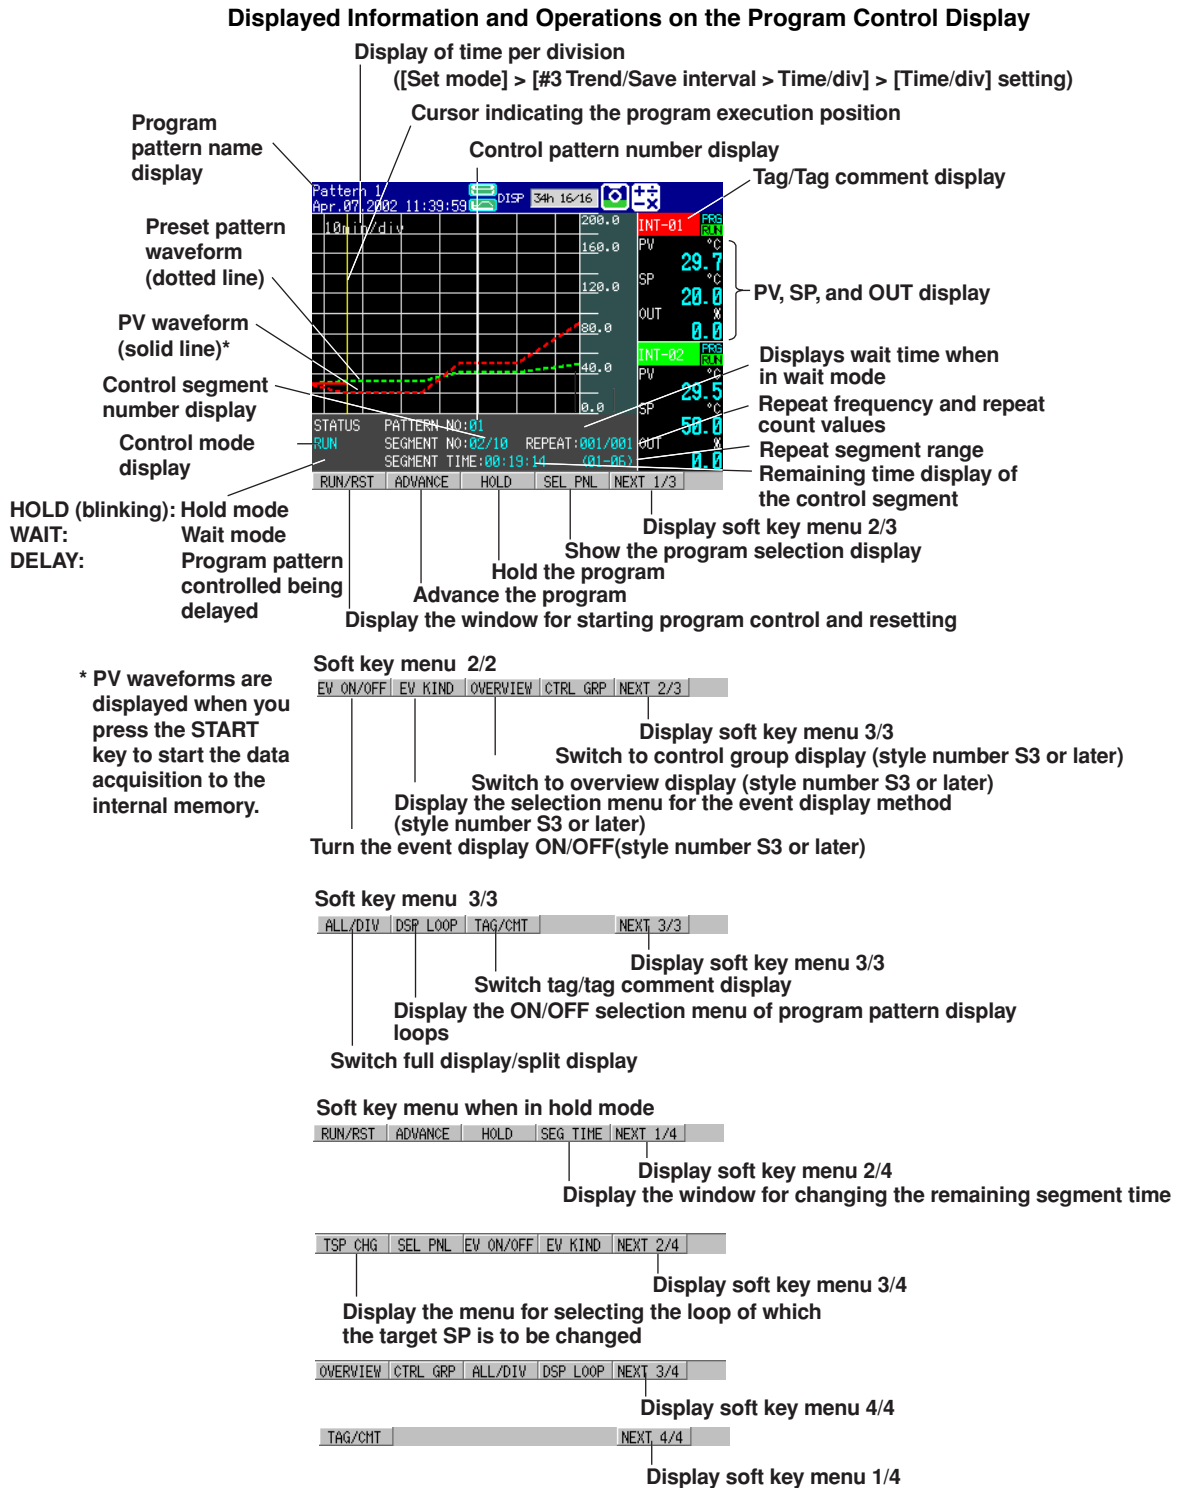 Displayed Information and Operations on the Program Control Display
Display of time per division
([Set mode] > [#3 Trend/Save interval > Time/div] > [Time/div] setting)
Cursor indicating the program execution position
Program
pattern name
display
Control pattern number display
Tag/Tag comment display
Pattern 1
Apr.07.2002 11:39:59
DISP
34h 16/16
10min/div
200.0
160.0
120.0
80.0
40.0
0.0
INT-01
PRG
RUN
PV
°C
29.7
SP
°C
20.0
OUT
%
0.0
INT-02
PRG
RUN
PV
°C
29.5
SP
°C
50.0
OUT
%
0.0
Preset pattern
waveform
(dotted line)
PV, SP, and OUT display
PV waveform
(solid line)*
Control segment
number display
Control mode
display
Displays wait time when
in wait mode
Repeat frequency and repeat
count values
Repeat segment range
Remaining time display of
the control segment
STATUS PATTERN NO:01
RUN SEGMENT NO:02/10 REPEAT:001/001
SEGMENT TIME:00:19:14 (01-06)
RUN/RST ADVANCE HOLD SEL PNL NEXT 1/3
HOLD (blinking): Hold mode
WAIT: Wait mode
DELAY: Program pattern
controlled being
delayed
Display soft key menu 2/3
Show the program selection display
Hold the program
Advance the program
Display the window for starting program control and resetting
* PV waveforms are
displayed when you
press the START
key to start the data
acquisition to the
internal memory.
Soft key menu 2/2
EV ON/OFF EV KIND OVERVIEW CTRL GRP NEXT 2/3
Display soft key menu 3/3
Switch to control group display (style number S3 or later)
Switch to overview display (style number S3 or later)
Display the selection menu for the event display method
(style number S3 or later)
Turn the event display ON/OFF(style number S3 or later)
Soft key menu 3/3
ALL/DIV DSP LOOP TAG/CMT NEXT 3/3
Display soft key menu 3/3
Switch tag/tag comment display
Display the ON/OFF selection menu of program pattern display
loops
Switch full display/split display
Soft key menu when in hold mode
RUN/RST ADVANCE HOLD SEG TIME NEXT 1/4
Display soft key menu 2/4
Display the window for changing the remaining segment time
TSP CHG SEL PNL EV ON/OFF EV KIND NEXT 2/4
Display soft key menu 3/4
Display the menu for selecting the loop of which
the target SP is to be changed
OVERVIEW CTRL GRP ALL/DIV DSP LOOP NEXT 3/4
Display soft key menu 4/4
TAG/CMT NEXT 4/4
Display soft key menu 1/4